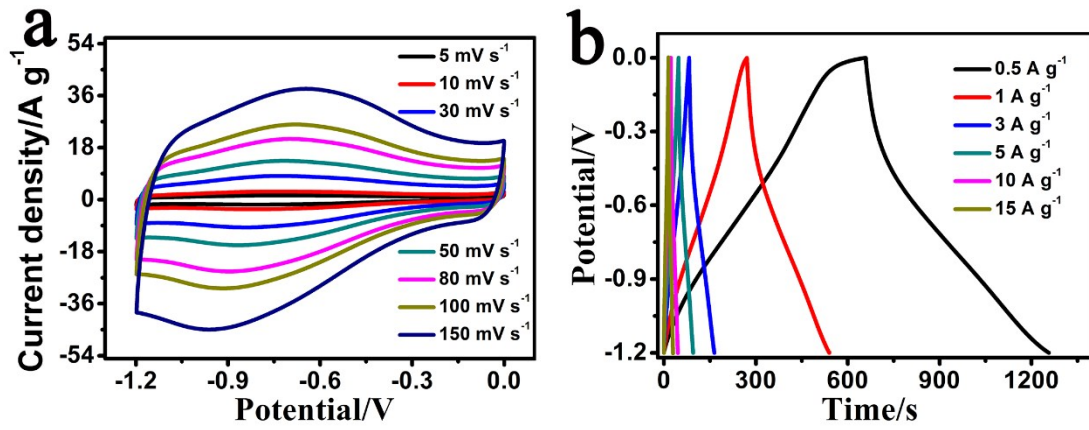 a
54
36
18
0
-18
-36
-54
Current density/A g⁻¹
5 mV s⁻¹
10 mV s⁻¹
30 mV s⁻¹
50 mV s⁻¹
80 mV s⁻¹
100 mV s⁻¹
150 mV s⁻¹
-1.2 -0.9 -0.6 -0.3 0.0
Potential/V
b
0.0
-0.3
-0.6
-0.9
-1.2
Potential/V
0.5 A g⁻¹
1 A g⁻¹
3 A g⁻¹
5 A g⁻¹
10 A g⁻¹
15 A g⁻¹
0 300 600 900 1200
Time/s